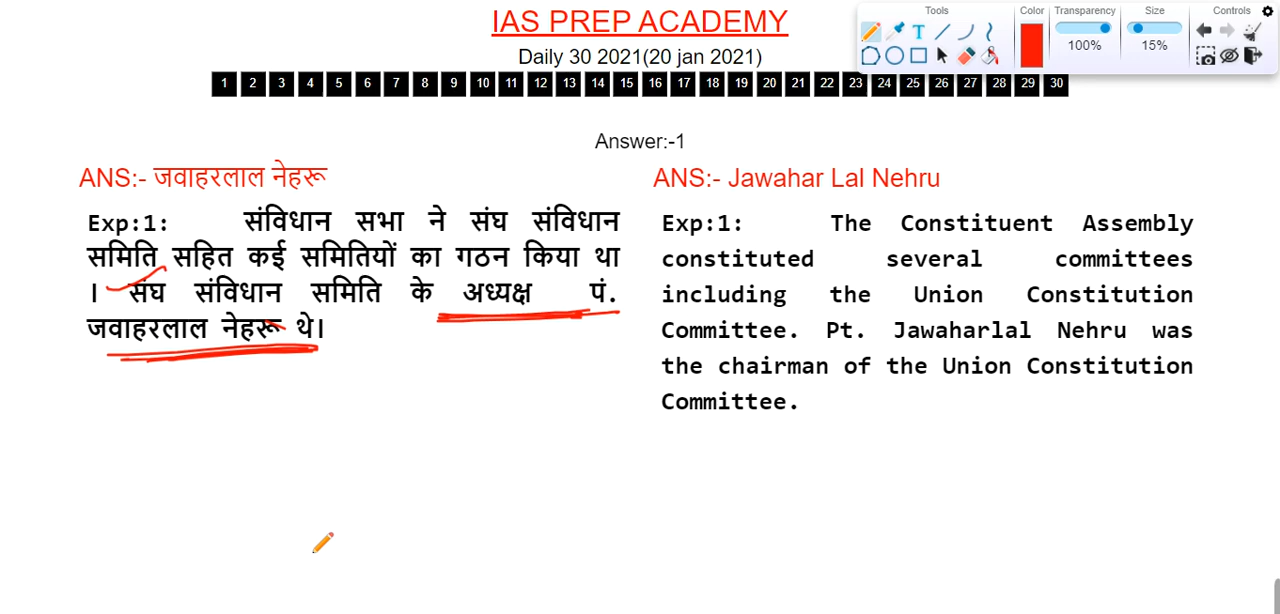 IAS PREP ACADEMY
Daily 30 2021(20 jan 2021)
1 2 3 4 5 6 7 8 9 10 11 12 13 14 15 16 17 18 19 20 21 22 23 24 25 26 27 28 29 30
Tools
Color
Transparency
Size
Controls
T
100%
15%
Answer:-1
ANS:- जवाहरलाल नेहरू
Exp:1: संविधान सभा ने संघ संविधान
समिति सहित कई समितियों का गठन किया था
। संघ संविधान समिति के अध्यक्ष पं.
जवाहरलाल नेहरू थे।
ANS:- Jawahar Lal Nehru
Exp:1: The Constituent Assembly
constituted several committees
including the Union Constitution
Committee. Pt. Jawaharlal Nehru was
the chairman of the Union Constitution
Committee.